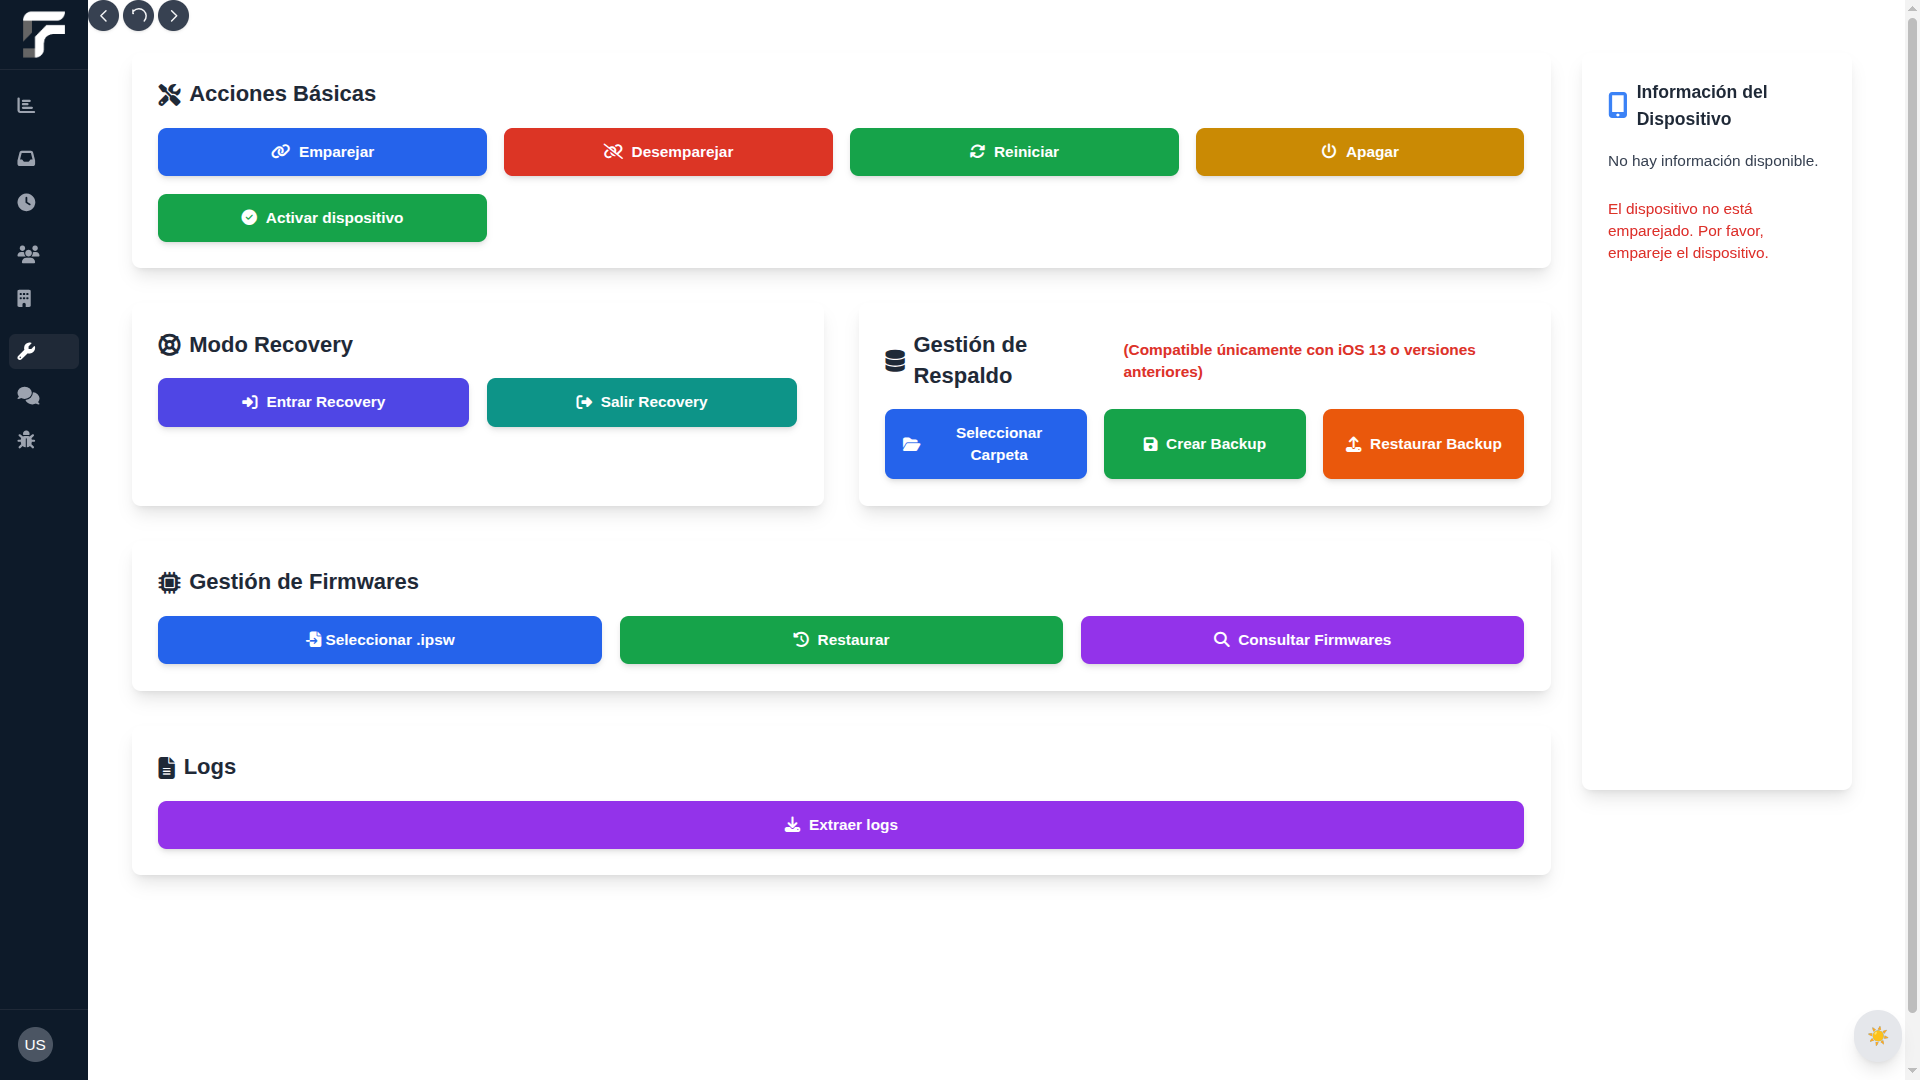 Acciones Básicas
Emparejar
Desemparejar
Reiniciar
Apagar
Activar dispositivo
Modo Recovery
Entrar Recovery
Salir Recovery
Gestión de
Respaldo
(Compatible únicamente con iOS 13 o versiones
anteriores)
Seleccionar
Carpeta
Crear Backup
Restaurar Backup
Gestión de Firmwares
Seleccionar .ipsw
Restaurar
Consultar Firmwares
Logs
Extraer logs
Información del
Dispositivo
No hay información disponible.
El dispositivo no está
emparejado. Por favor,
empareje el dispositivo.
US